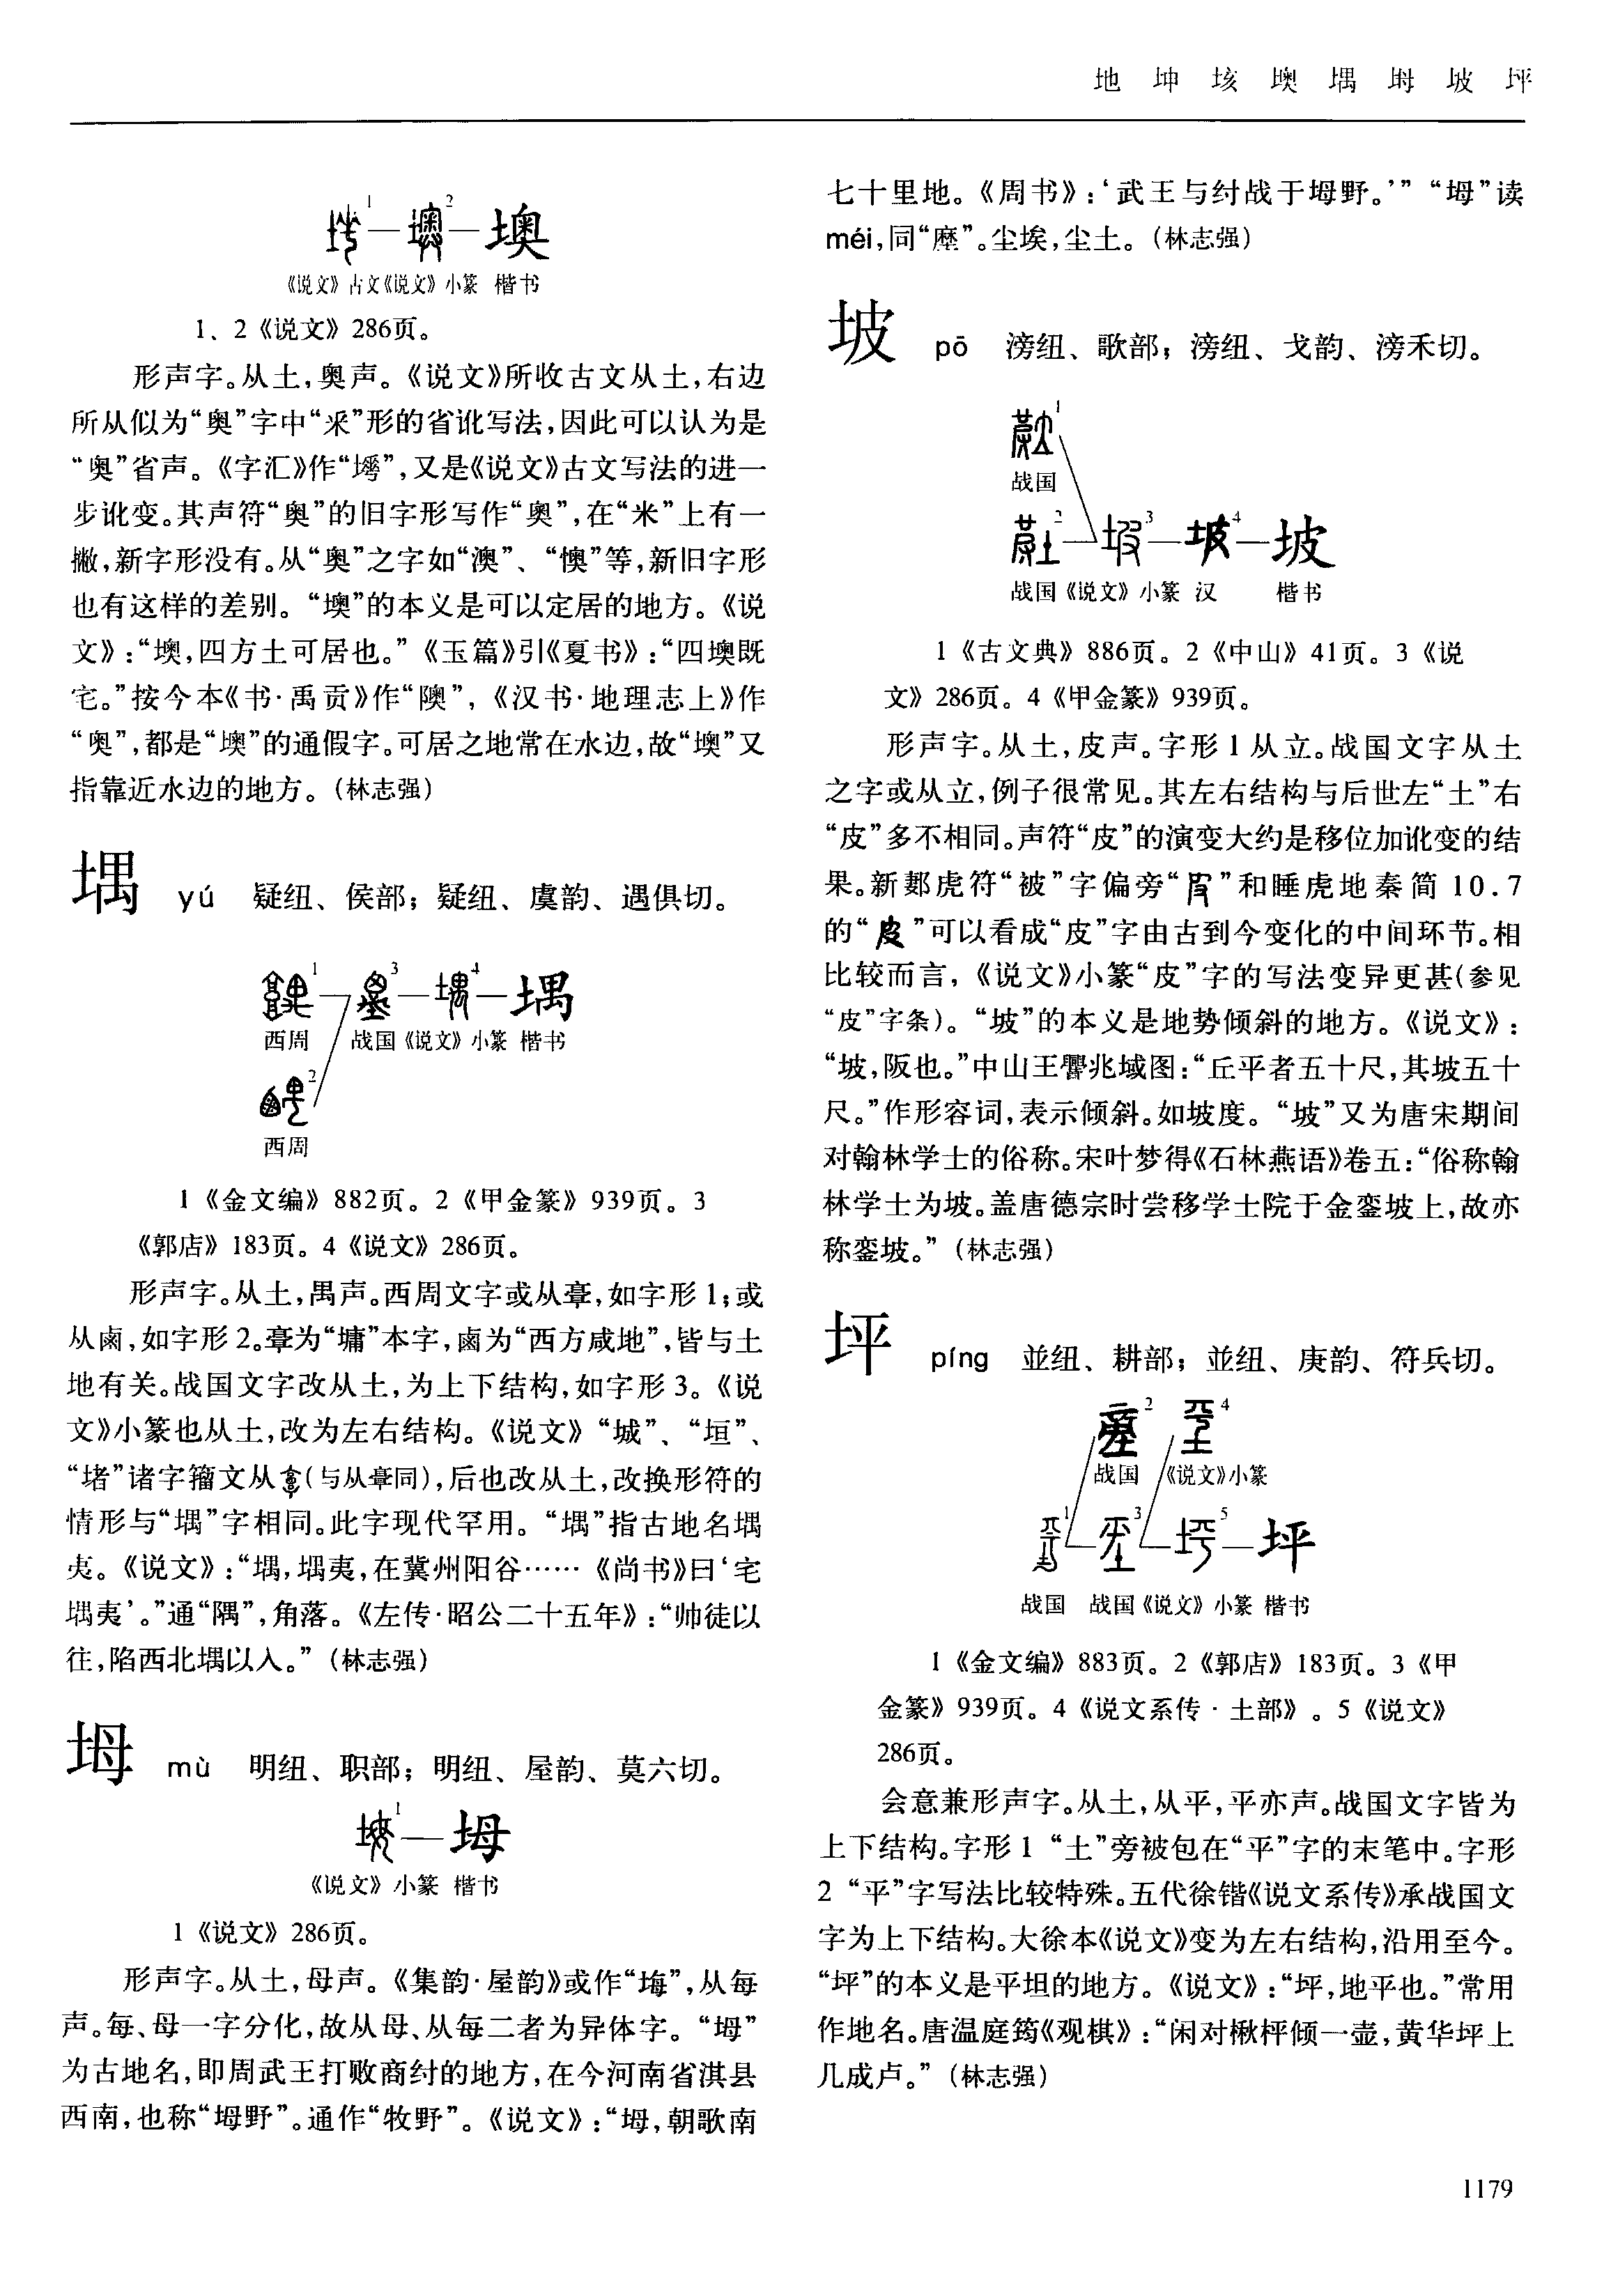 地 坤 垓 墺 堣 坶 坡 坪
1 2
墺
《说文》古文《说文》小篆 楷书
1、2《说文》286页。
形声字。从土，奥声。《说文》所收古文从土，右边
所从似为“奥”字中“釆”形的省讹写法，因此可以认为是
“奥”省声。《字汇》作“”，又是《说文》古文写法的进一
步讹变。其声符“奥”的旧字形写作“奥”，在“米”上有一
撇，新字形没有。从“奥”之字如“澳”、“懊”等，新旧字形
也有这样的差别。“墺”的本义是可以定居的地方。《说
文》：“墺，四方土可居也。”《玉篇》引《夏书》：“四墺既
宅。”按今本《书·禹贡》作“隩”，《汉书·地理志上》作
“奥”，都是“墺”的通假字。可居之地常在水边，故“墺”又
指靠近水边的地方。（林志强）
堣 yú 疑纽、侯部；疑纽、虞韵、遇俱切。
1 3 4
堣
西周 战国《说文》小篆 楷书
2
西周
1《金文编》882页。2《甲金篆》939页。3
《郭店》183页。4《说文》286页。
形声字。从土，禺声。西周文字或从𩫖，如字形1；或
从卤，如字形2。𩫖为“墉”本字，卤为“西方咸地”，皆与土
地有关。战国文字改从土，为上下结构，如字形3。《说
文》小篆也从土，改为左右结构。《说文》“城”、“垣”、
“堵”诸字籀文从（与从𩫖同），后也改从土，改换形符的
情形与“堣”字相同。此字现代罕用。“堣”指古地名堣
夷。《说文》：“堣，堣夷，在冀州阳谷……《尚书》曰‘宅
堣夷’。”通“隅”，角落。《左传·昭公二十五年》：“帅徒以
往，陷西北堣以入。”（林志强）
坶 mù 明纽、职部；明纽、屋韵、莫六切。
1
坶
《说文》小篆 楷书
1《说文》286页。
形声字。从土，母声。《集韵·屋韵》或作“塰”，从每
声。每、母一字分化，故从母、从每二者为异体字。“坶”
为古地名，即周武王打败商纣的地方，在今河南省淇县
西南，也称“坶野”。通作“牧野”。《说文》：“坶，朝歌南
七十里地。《周书》：‘武王与纣战于坶野。’”“坶”读
méi，同“塺”。尘埃，尘土。（林志强）
坡 pō 滂纽、歌部；滂纽、戈韵、滂禾切。
1
战国
2 3 4
坡
战国《说文》小篆 汉 楷书
1《古文典》886页。2《中山》41页。3《说
文》286页。4《甲金篆》939页。
形声字。从土，皮声。字形1从立。战国文字从土
之字或从立，例子很常见。其左右结构与后世左“土”右
“皮”多不相同。声符“皮”的演变大约是移位加讹变的结
果。新郪虎符“被”字偏旁“”和睡虎地秦简10.7
的“”可以看成“皮”字由古到今变化的中间环节。相
比较而言，《说文》小篆“皮”字的写法变异更甚（参见
“皮”字条）。“坡”的本义是地势倾斜的地方。《说文》：
“坡，阪也。”中山王䯂兆域图：“丘平者五十尺，其坡五十
尺。”作形容词，表示倾斜。如坡度。“坡”又为唐宋期间
对翰林学士的俗称。宋叶梦得《石林燕语》卷五：“俗称翰
林学士为坡。盖唐德宗时尝移学士院于金銮坡上，故亦
称銮坡。”（林志强）
坪 píng 並纽、耕部；並纽、庚韵、符兵切。
2 4
战国 《说文》小篆
1 3 5
坪
战国 战国《说文》小篆 楷书
1《金文编》883页。2《郭店》183页。3《甲
金篆》939页。4《说文系传·土部》。5《说文》
286页。
会意兼形声字。从土，从平，平亦声。战国文字皆为
上下结构。字形1“土”旁被包在“平”字的末笔中。字形
2“平”字写法比较特殊。五代徐锴《说文系传》承战国文
字为上下结构。大徐本《说文》变为左右结构，沿用至今。
“坪”的本义是平坦的地方。《说文》：“坪，地平也。”常用
作地名。唐温庭筠《观棋》：“闲对楸枰倾一壶，黄华坪上
几成卢。”（林志强）
1179